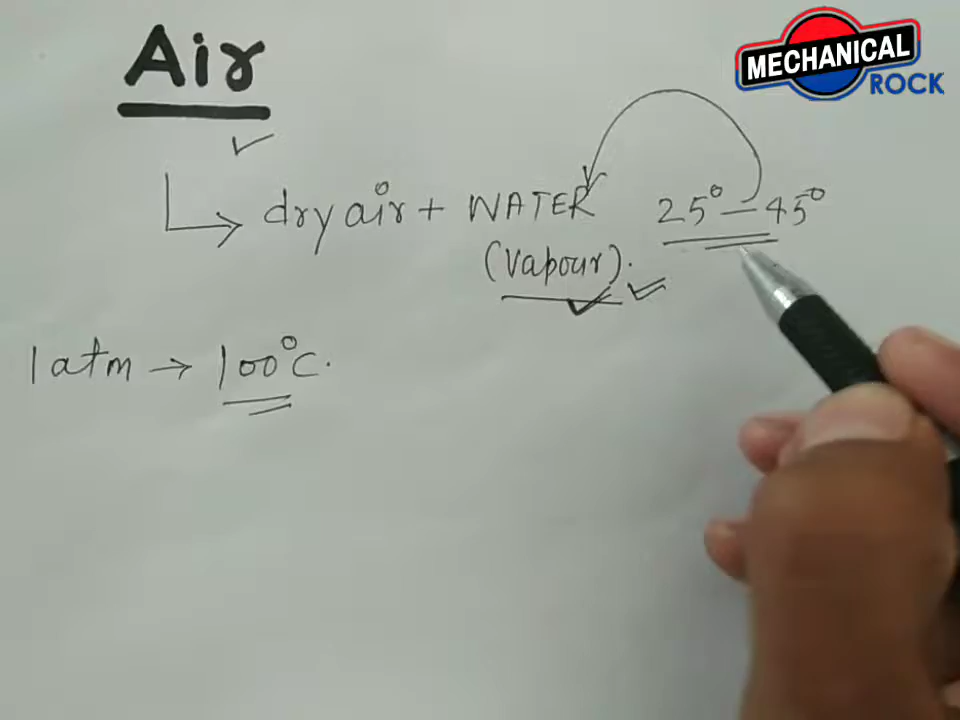 Air
MECHANICAL
ROCK
dry air + WATER 25° - 45°
(Vapour).
1 atm → 100°C.